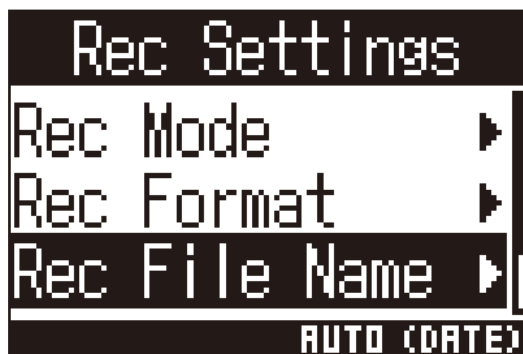 Rec Settings
Rec Mode
Rec Format
Rec File Name
AUTO (DATE)